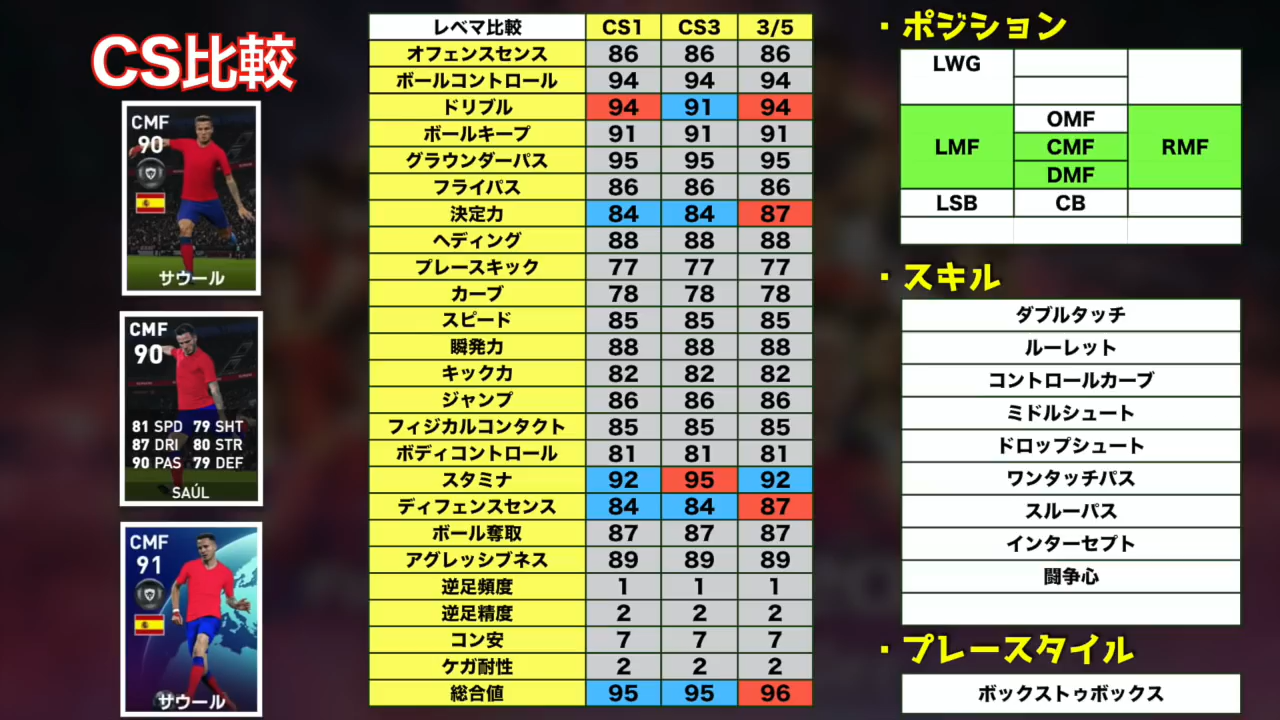 CS比較
CMF
90
サウール
CMF
90
81 SPD 79 SHT
87 DRI 80 STR
90 PAS 79 DEF
SAÚL
CMF
91
サウール
レベマ比較 CS1 CS3 3/5
オフェンスセンス 86 86 86
ボールコントロール 94 94 94
ドリブル 94 91 94
ボールキープ 91 91 91
グラウンダーパス 95 95 95
フライパス 86 86 86
決定力 84 84 87
ヘディング 88 88 88
プレースキック 77 77 77
カーブ 78 78 78
スピード 85 85 85
瞬発力 88 88 88
キック力 82 82 82
ジャンプ 86 86 86
フィジカルコンタクト 85 85 85
ボディコントロール 81 81 81
スタミナ 92 95 92
ディフェンスセンス 84 84 87
ボール奪取 87 87 87
アグレッシブネス 89 89 89
逆足頻度 1 1 1
逆足精度 2 2 2
コン安 7 7 7
ケガ耐性 2 2 2
総合値 95 95 96
・ポジション
LWG
OMF
LMF CMF RMF
DMF
LSB CB
・スキル
ダブルタッチ
ルーレット
コントロールカーブ
ミドルシュート
ドロップシュート
ワンタッチパス
スルーパス
インターセプト
闘争心
・プレースタイル
ボックストゥボックス